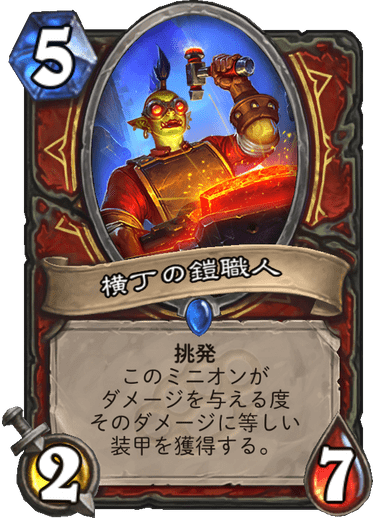 5
横丁の鎧職人
挑発
このミニオンが
ダメージを与える度
そのダメージに等しい
装甲を獲得する。
2
7